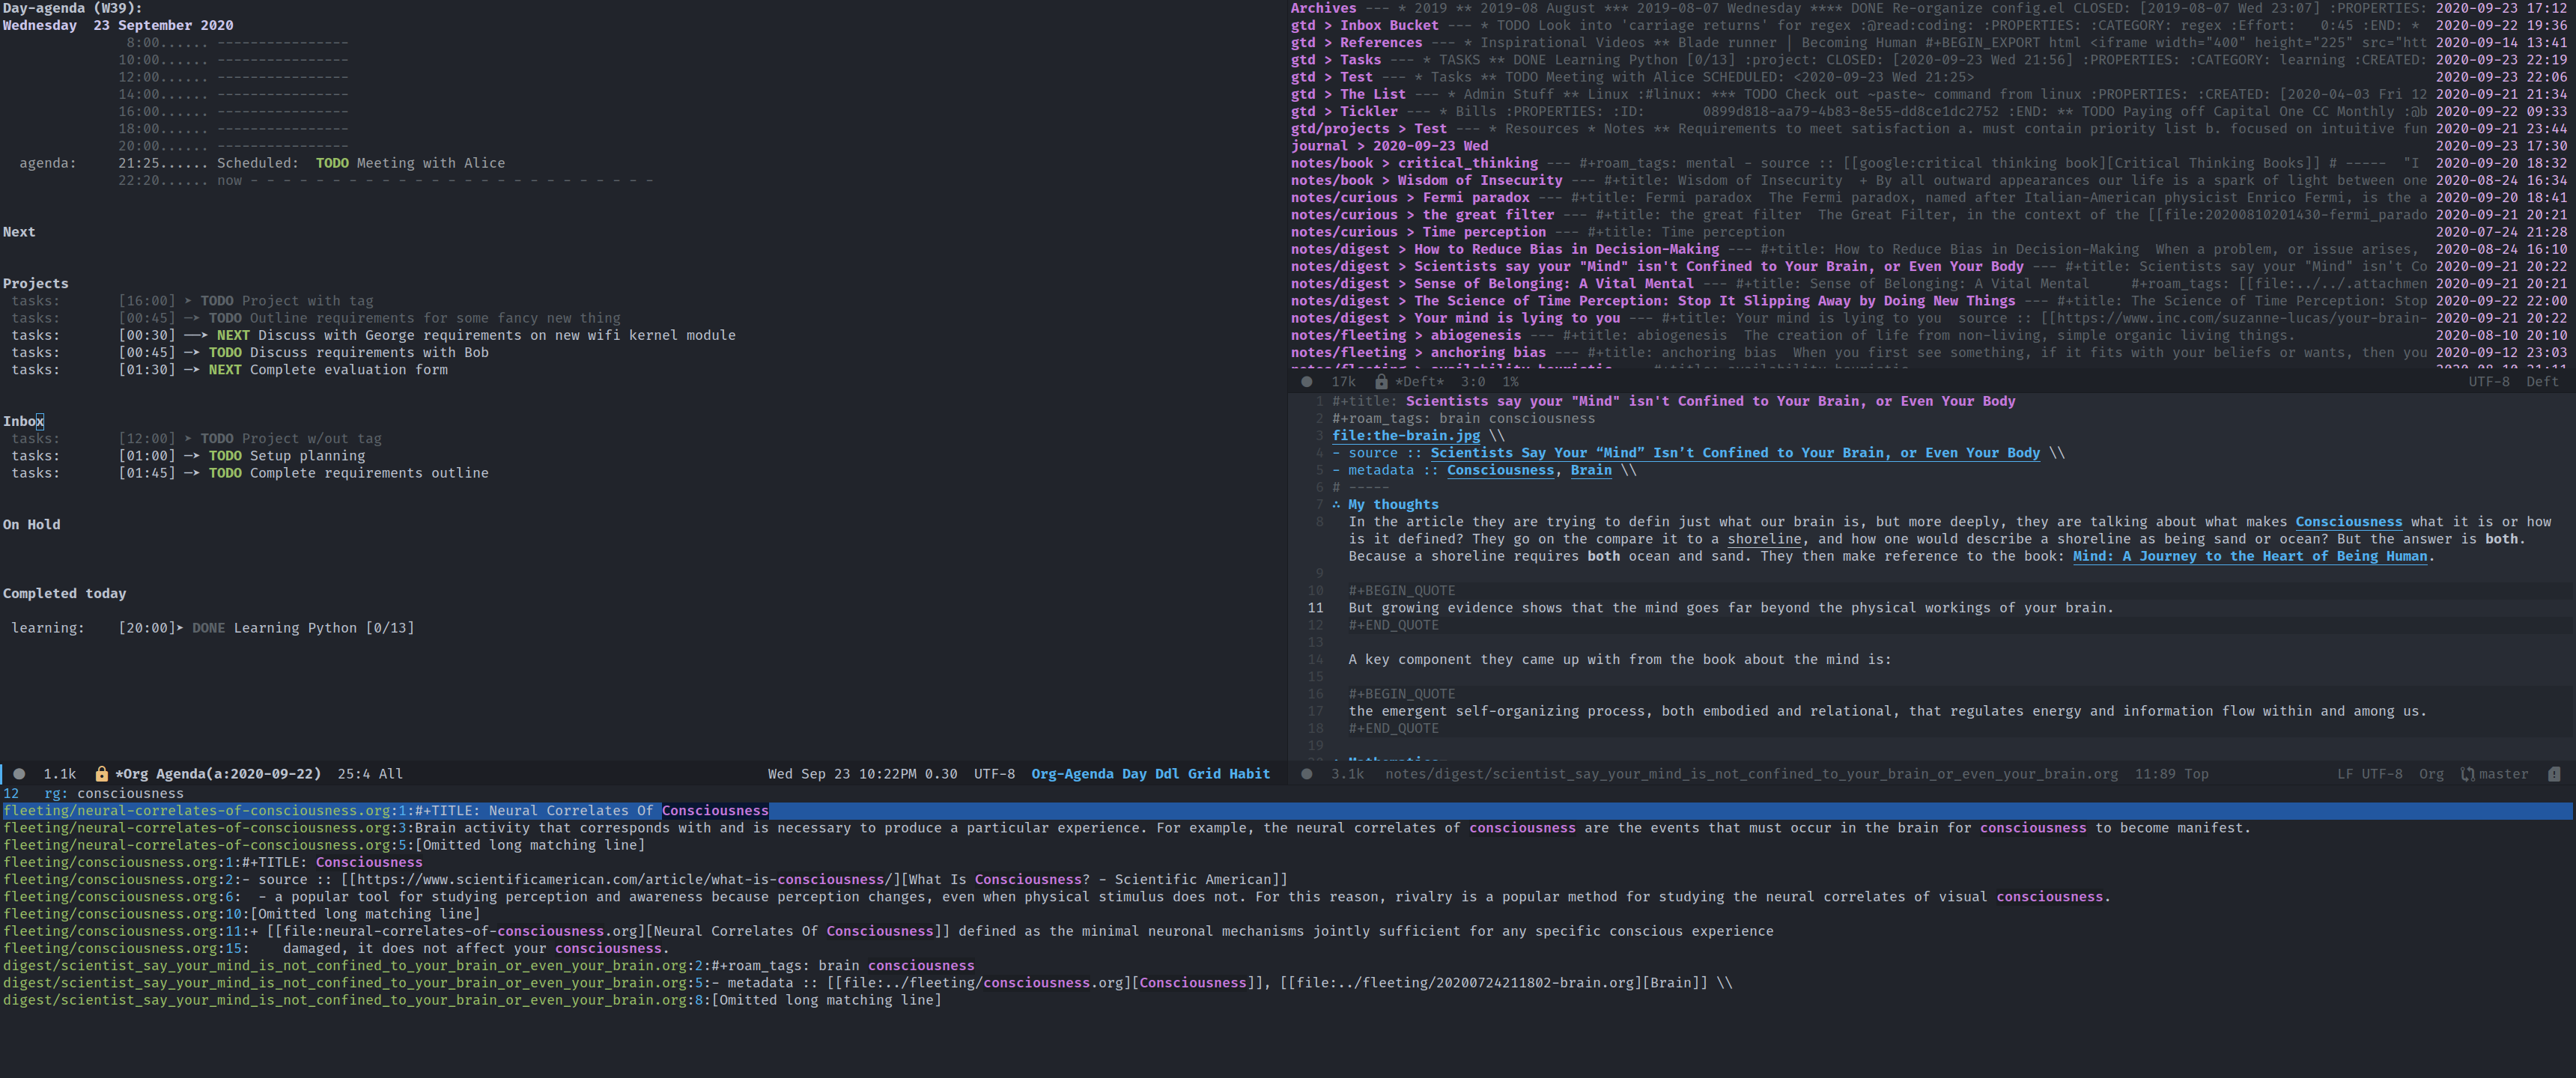 Day-agenda (W39):
Wednesday  23 September 2020
8:00...... ----------------
10:00...... ----------------
12:00...... ----------------
14:00...... ----------------
16:00...... ----------------
18:00...... ----------------
20:00...... ----------------
agenda:     21:25...... Scheduled:  TODO Meeting with Alice
22:20...... now - - - - - - - - - - - - - - - - - - - - - - - - -
Next
Projects
tasks:       [16:00] ➤ TODO Project with tag
tasks:       [00:45] —➤ TODO Outline requirements for some fancy new thing
tasks:       [00:30] ——➤ NEXT Discuss with George requirements on new wifi kernel module
tasks:       [00:45] —➤ TODO Discuss requirements with Bob
tasks:       [01:30] —➤ NEXT Complete evaluation form
Inbox
tasks:       [12:00] ➤ TODO Project w/out tag
tasks:       [01:00] —➤ TODO Setup planning
tasks:       [01:45] —➤ TODO Complete requirements outline
On Hold
Completed today
learning:    [20:00]➤ DONE Learning Python [0/13]
1.1k  *Org Agenda(a:2020-09-22)  25:4 All  Wed Sep 23 10:22PM 0.30  UTF-8  Org-Agenda Day Ddl Grid Habit
Archives --- * 2019 ** 2019-08 August *** 2019-08-07 Wednesday **** DONE Re-organize config.el CLOSED: [2019-08-07 Wed 23:07] :PROPERTIES: 2020-09-23 17:12
gtd > Inbox Bucket --- * TODO Look into 'carriage returns' for regex :@read:coding: :PROPERTIES: :CATEGORY: regex :Effort:   0:45 :END: * 2020-09-22 19:36
gtd > References --- * Inspirational Videos ** Blade runner | Becoming Human #+BEGIN_EXPORT html <iframe width="400" height="225" src="htt 2020-09-14 13:41
gtd > Tasks --- * TASKS ** DONE Learning Python [0/13] :project: CLOSED: [2020-09-23 Wed 21:56] :PROPERTIES: :CATEGORY: learning :CREATED: 2020-09-23 22:19
gtd > Test --- * Tasks ** TODO Meeting with Alice SCHEDULED: <2020-09-23 Wed 21:25> 2020-09-23 22:06
gtd > The List --- * Admin Stuff ** Linux :#linux: *** TODO Check out ~paste~ command from linux :PROPERTIES: :CREATED: [2020-04-03 Fri 12 2020-09-21 21:34
gtd > Tickler --- * Bills :PROPERTIES: :ID:       0899d818-aa79-4b83-8e55-dd8ce1dc2752 :END: ** TODO Paying off Capital One CC Monthly :@b 2020-09-22 09:33
gtd/projects > Test --- * Resources * Notes ** Requirements to meet satisfaction a. must contain priority list b. focused on intuitive fun 2020-09-21 23:44
journal > 2020-09-23 Wed 2020-09-23 17:30
notes/book > critical_thinking --- #+roam_tags: mental - source :: [[google:critical thinking book][Critical Thinking Books]] # -----  "I 2020-09-20 18:32
notes/book > Wisdom of Insecurity --- #+title: Wisdom of Insecurity  + By all outward appearances our life is a spark of light between one 2020-08-24 16:34
notes/curious > Fermi paradox --- #+title: Fermi paradox  The Fermi paradox, named after Italian-American physicist Enrico Fermi, is the a 2020-09-20 18:41
notes/curious > the great filter --- #+title: the great filter  The Great Filter, in the context of the [[file:20200810201430-fermi_parado 2020-09-21 20:21
notes/curious > Time perception --- #+title: Time perception 2020-07-24 21:28
notes/digest > How to Reduce Bias in Decision-Making --- #+title: How to Reduce Bias in Decision-Making  When a problem, or issue arises, 2020-08-24 16:10
notes/digest > Scientists say your "Mind" isn't Confined to Your Brain, or Even Your Body --- #+title: Scientists say your "Mind" isn't Co 2020-09-21 20:22
notes/digest > Sense of Belonging: A Vital Mental --- #+title: Sense of Belonging: A Vital Mental     #+roam_tags: [[file:../../.attachmen 2020-09-21 20:21
notes/digest > The Science of Time Perception: Stop It Slipping Away by Doing New Things --- #+title: The Science of Time Perception: Stop 2020-09-22 22:00
notes/digest > Your mind is lying to you --- #+title: Your mind is lying to you  source :: [[https://www.inc.com/suzanne-lucas/your-brain- 2020-09-21 20:22
notes/fleeting > abiogenesis --- #+title: abiogenesis  The creation of life from non-living, simple organic living things. 2020-08-10 20:10
notes/fleeting > anchoring bias --- #+title: anchoring bias  When you first see something, if it fits with your beliefs or wants, then you 2020-09-12 23:03
17k  *Deft*  3:0  1%  UTF-8  Deft
1 #+title: Scientists say your "Mind" isn't Confined to Your Brain, or Even Your Body
2 #+roam_tags: brain consciousness
3 file:the-brain.jpg \\
4 - source :: Scientists Say Your “Mind” Isn’t Confined to Your Brain, or Even Your Body \\
5 - metadata :: Consciousness, Brain \\
6 # -----
7 ∴ My thoughts
8 In the article they are trying to defin just what our brain is, but more deeply, they are talking about what makes Consciousness what it is or how
is it defined? They go on the compare it to a shoreline, and how one would describe a shoreline as being sand or ocean? But the answer is both.
Because a shoreline requires both ocean and sand. They then make reference to the book: Mind: A Journey to the Heart of Being Human.
9
10 #+BEGIN_QUOTE
11 But growing evidence shows that the mind goes far beyond the physical workings of your brain.
12 #+END_QUOTE
13
14 A key component they came up with from the book about the mind is:
15
16 #+BEGIN_QUOTE
17 the emergent self-organizing process, both embodied and relational, that regulates energy and information flow within and among us.
18 #+END_QUOTE
19
3.1k  notes/digest/scientist_say_your_mind_is_not_confined_to_your_brain_or_even_your_brain.org  11:89 Top  LF UTF-8  Org  master
12   rg: consciousness
fleeting/neural-correlates-of-consciousness.org:1:#+TITLE: Neural Correlates Of Consciousness
fleeting/neural-correlates-of-consciousness.org:3:Brain activity that corresponds with and is necessary to produce a particular experience. For example, the neural correlates of consciousness are the events that must occur in the brain for consciousness to become manifest.
fleeting/neural-correlates-of-consciousness.org:5:[Omitted long matching line]
fleeting/consciousness.org:1:#+TITLE: Consciousness
fleeting/consciousness.org:2:- source :: [[https://www.scientificamerican.com/article/what-is-consciousness/][What Is Consciousness? - Scientific American]]
fleeting/consciousness.org:6:  - a popular tool for studying perception and awareness because perception changes, even when physical stimulus does not. For this reason, rivalry is a popular method for studying the neural correlates of visual consciousness.
fleeting/consciousness.org:10:[Omitted long matching line]
fleeting/consciousness.org:11:+ [[file:neural-correlates-of-consciousness.org][Neural Correlates Of Consciousness]] defined as the minimal neuronal mechanisms jointly sufficient for any specific conscious experience
fleeting/consciousness.org:15:    damaged, it does not affect your consciousness.
digest/scientist_say_your_mind_is_not_confined_to_your_brain_or_even_your_brain.org:2:#+roam_tags: brain consciousness
digest/scientist_say_your_mind_is_not_confined_to_your_brain_or_even_your_brain.org:5:- metadata :: [[file:../fleeting/consciousness.org][Consciousness]], [[file:../fleeting/20200724211802-brain.org][Brain]] \\
digest/scientist_say_your_mind_is_not_confined_to_your_brain_or_even_your_brain.org:8:[Omitted long matching line]